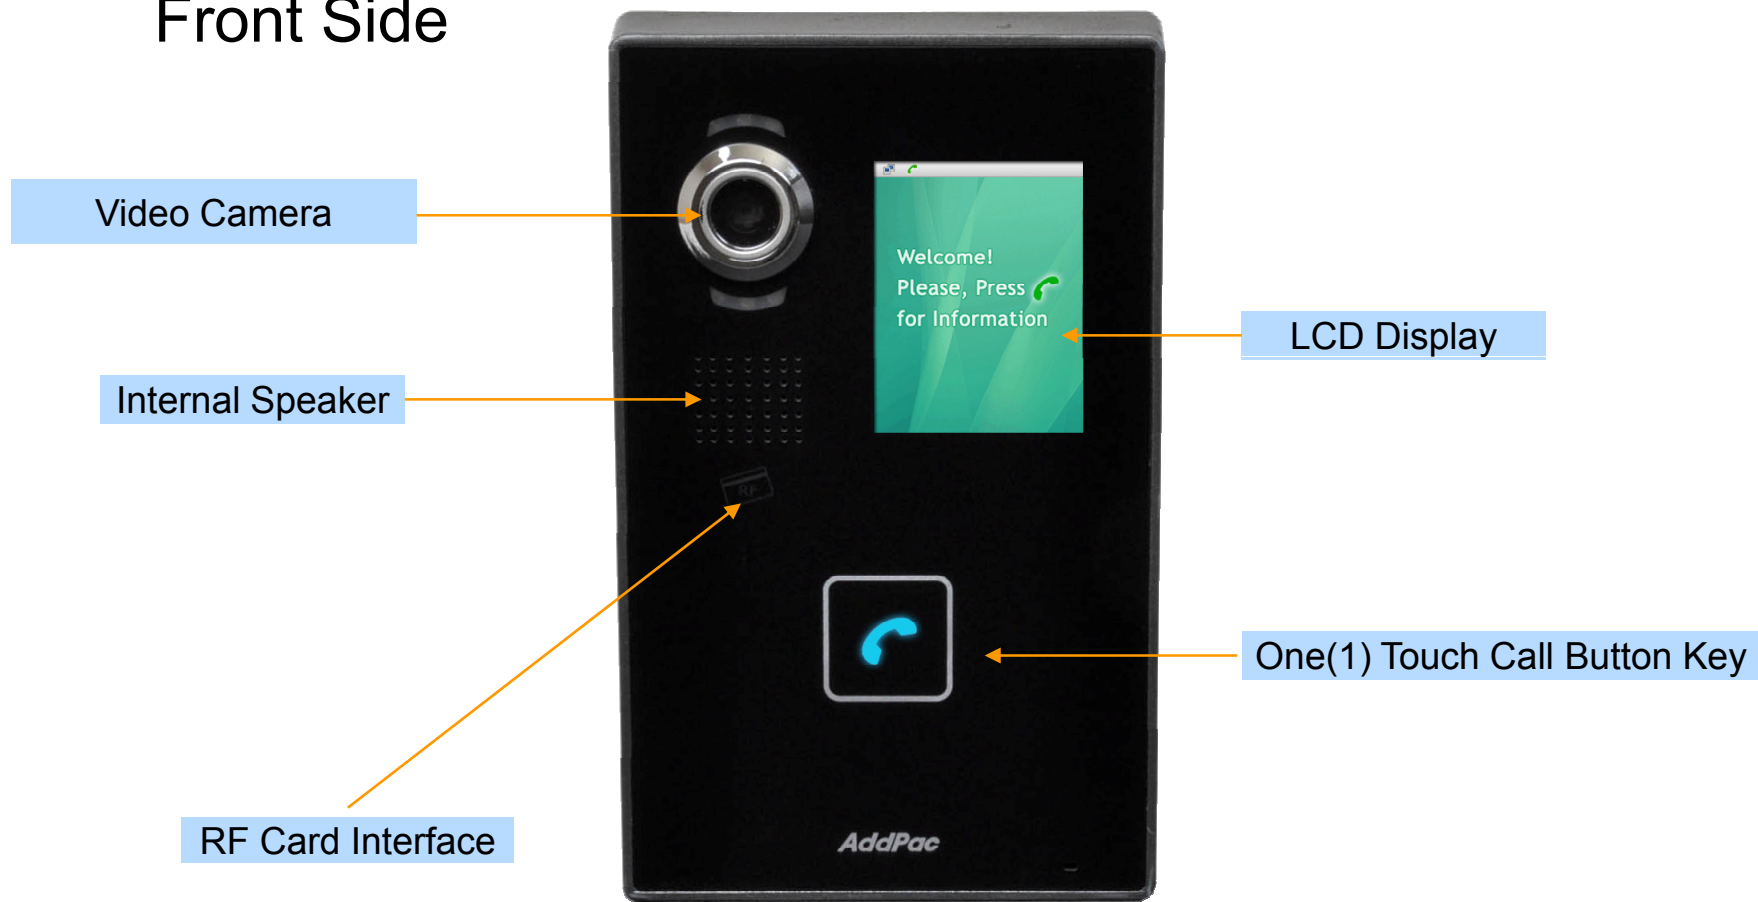 Front Side
Video Camera
Welcome!
Please, Press
for Information
LCD Display
Internal Speaker
RF
One(1) Touch Call Button Key
RF Card Interface
AddPac